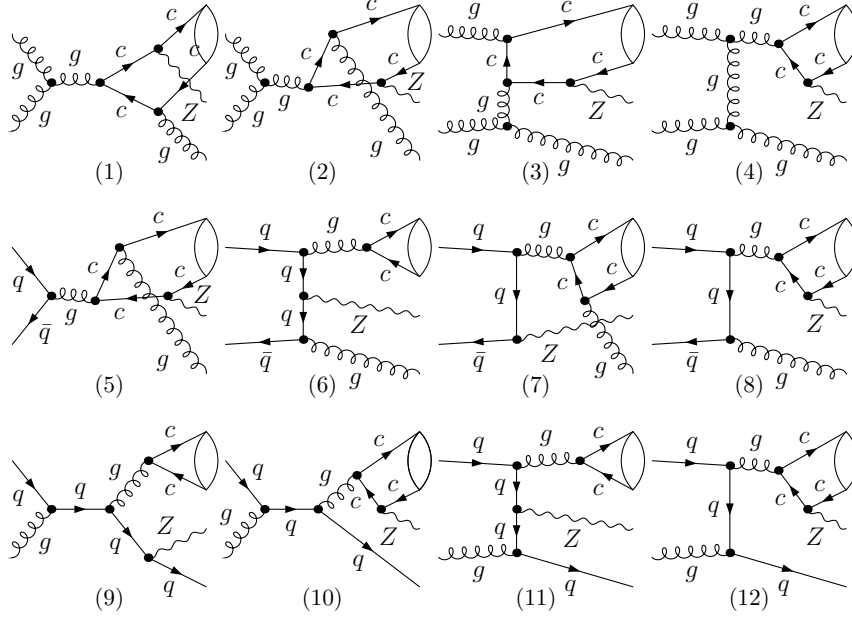 g g g c c c c Z g (1)
g g g c c c c Z g (2)
g c c c g c Z g g (3)
g g c c c g Z g g (4)
q q̄ g c c c c Z g (5)
q g c c q Z q q̄ g (6)
q g c c c q q̄ Z g (7)
q g c c c q Z q̄ g (8)
q g q g c c q Z q (9)
q g q g c c c Z q (10)
q g c c q q Z g q (11)
q g c c c q Z g q (12)